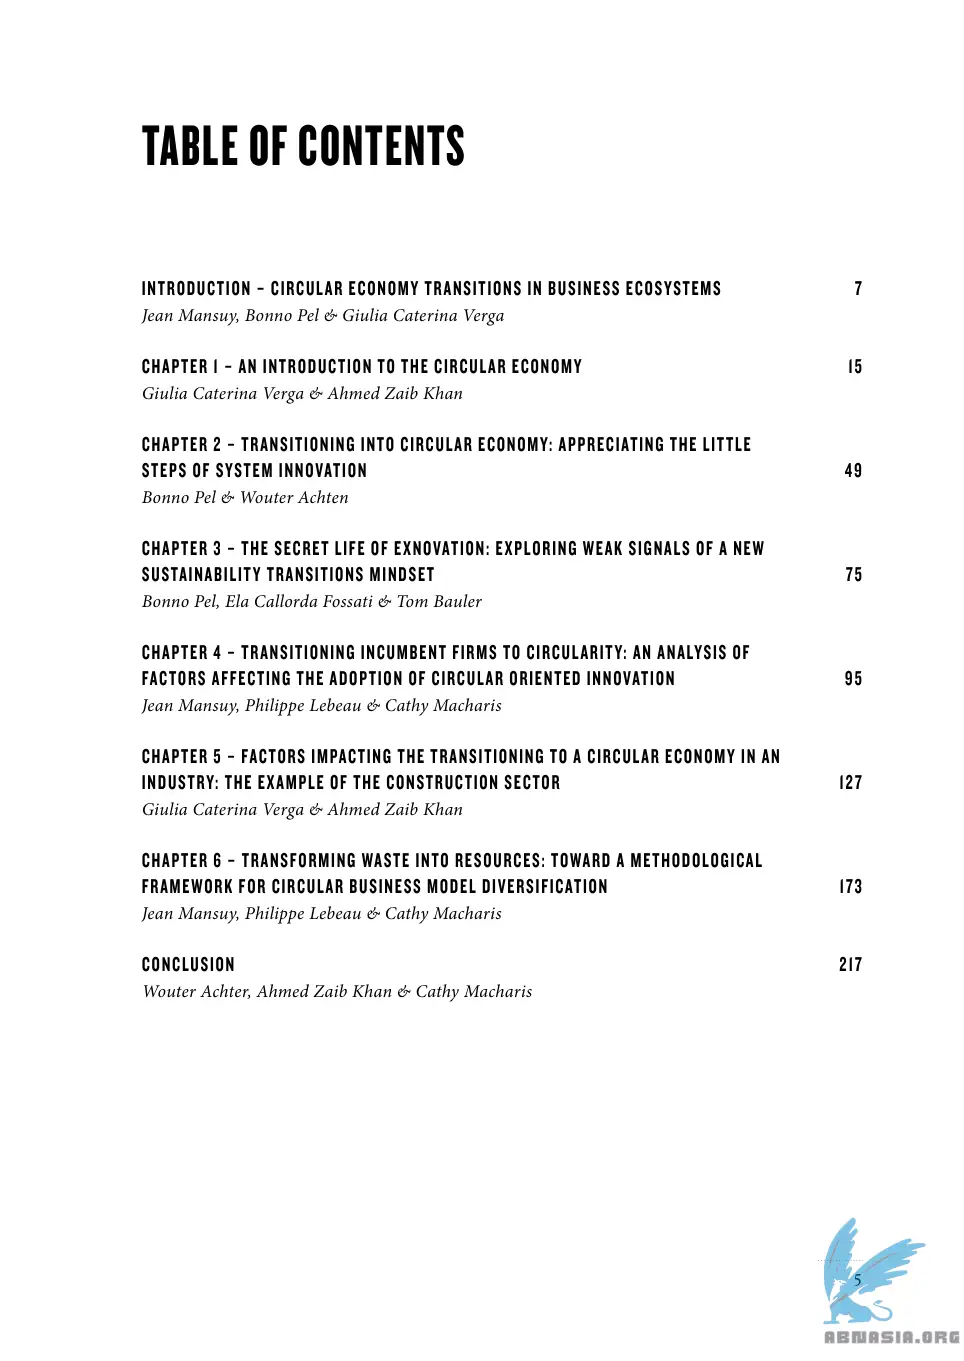 TABLE OF CONTENTS
INTRODUCTION – CIRCULAR ECONOMY TRANSITIONS IN BUSINESS ECOSYSTEMS 7
Jean Mansuy, Bonno Pel & Giulia Caterina Verga
CHAPTER 1 – AN INTRODUCTION TO THE CIRCULAR ECONOMY 15
Giulia Caterina Verga & Ahmed Zaib Khan
CHAPTER 2 – TRANSITIONING INTO CIRCULAR ECONOMY: APPRECIATING THE LITTLE
STEPS OF SYSTEM INNOVATION 49
Bonno Pel & Wouter Achten
CHAPTER 3 – THE SECRET LIFE OF EXNOVATION: EXPLORING WEAK SIGNALS OF A NEW
SUSTAINABILITY TRANSITIONS MINDSET 75
Bonno Pel, Ela Callorda Fossati & Tom Bauler
CHAPTER 4 – TRANSITIONING INCUMBENT FIRMS TO CIRCULARITY: AN ANALYSIS OF
FACTORS AFFECTING THE ADOPTION OF CIRCULAR ORIENTED INNOVATION 95
Jean Mansuy, Philippe Lebeau & Cathy Macharis
CHAPTER 5 – FACTORS IMPACTING THE TRANSITIONING TO A CIRCULAR ECONOMY IN AN
INDUSTRY: THE EXAMPLE OF THE CONSTRUCTION SECTOR 127
Giulia Caterina Verga & Ahmed Zaib Khan
CHAPTER 6 – TRANSFORMING WASTE INTO RESOURCES: TOWARD A METHODOLOGICAL
FRAMEWORK FOR CIRCULAR BUSINESS MODEL DIVERSIFICATION 173
Jean Mansuy, Philippe Lebeau & Cathy Macharis
CONCLUSION 217
Wouter Achter, Ahmed Zaib Khan & Cathy Macharis
5
ABNASIA.ORG